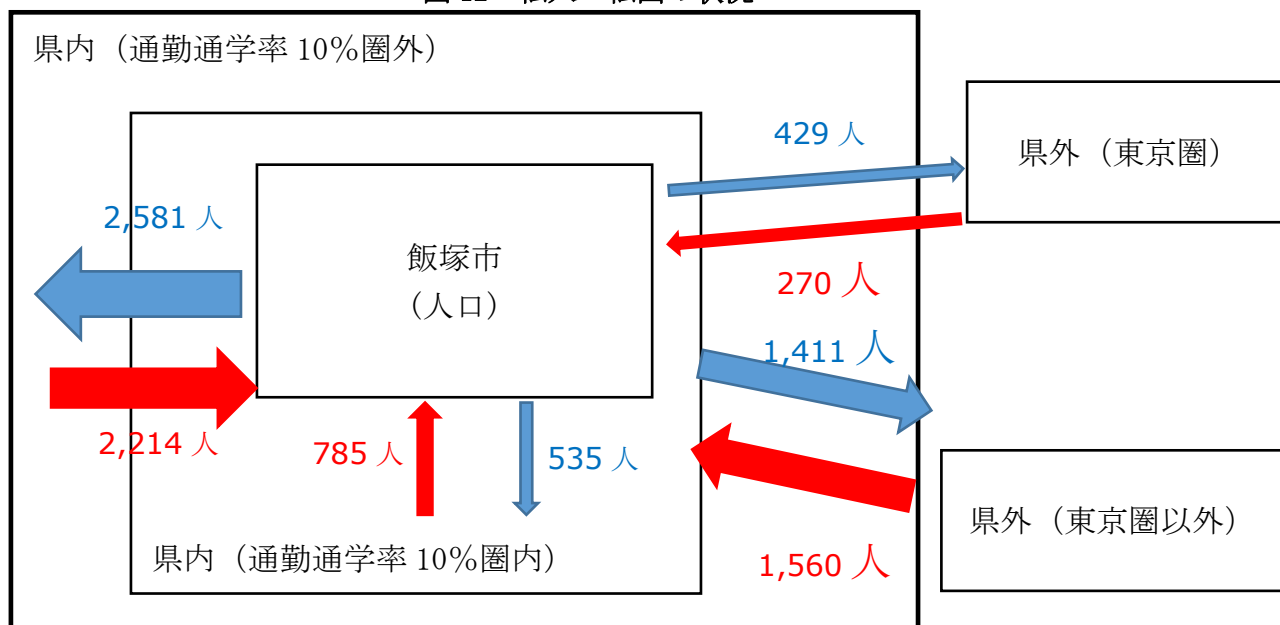 県内（通勤通学率 10％圏外）
429 人
県外（東京圏）
2,581 人
飯塚市
（人口）
270 人
1,411 人
2,214 人
785 人
535 人
県外（東京圏以外）
県内（通勤通学率 10％圏内）
1,560 人